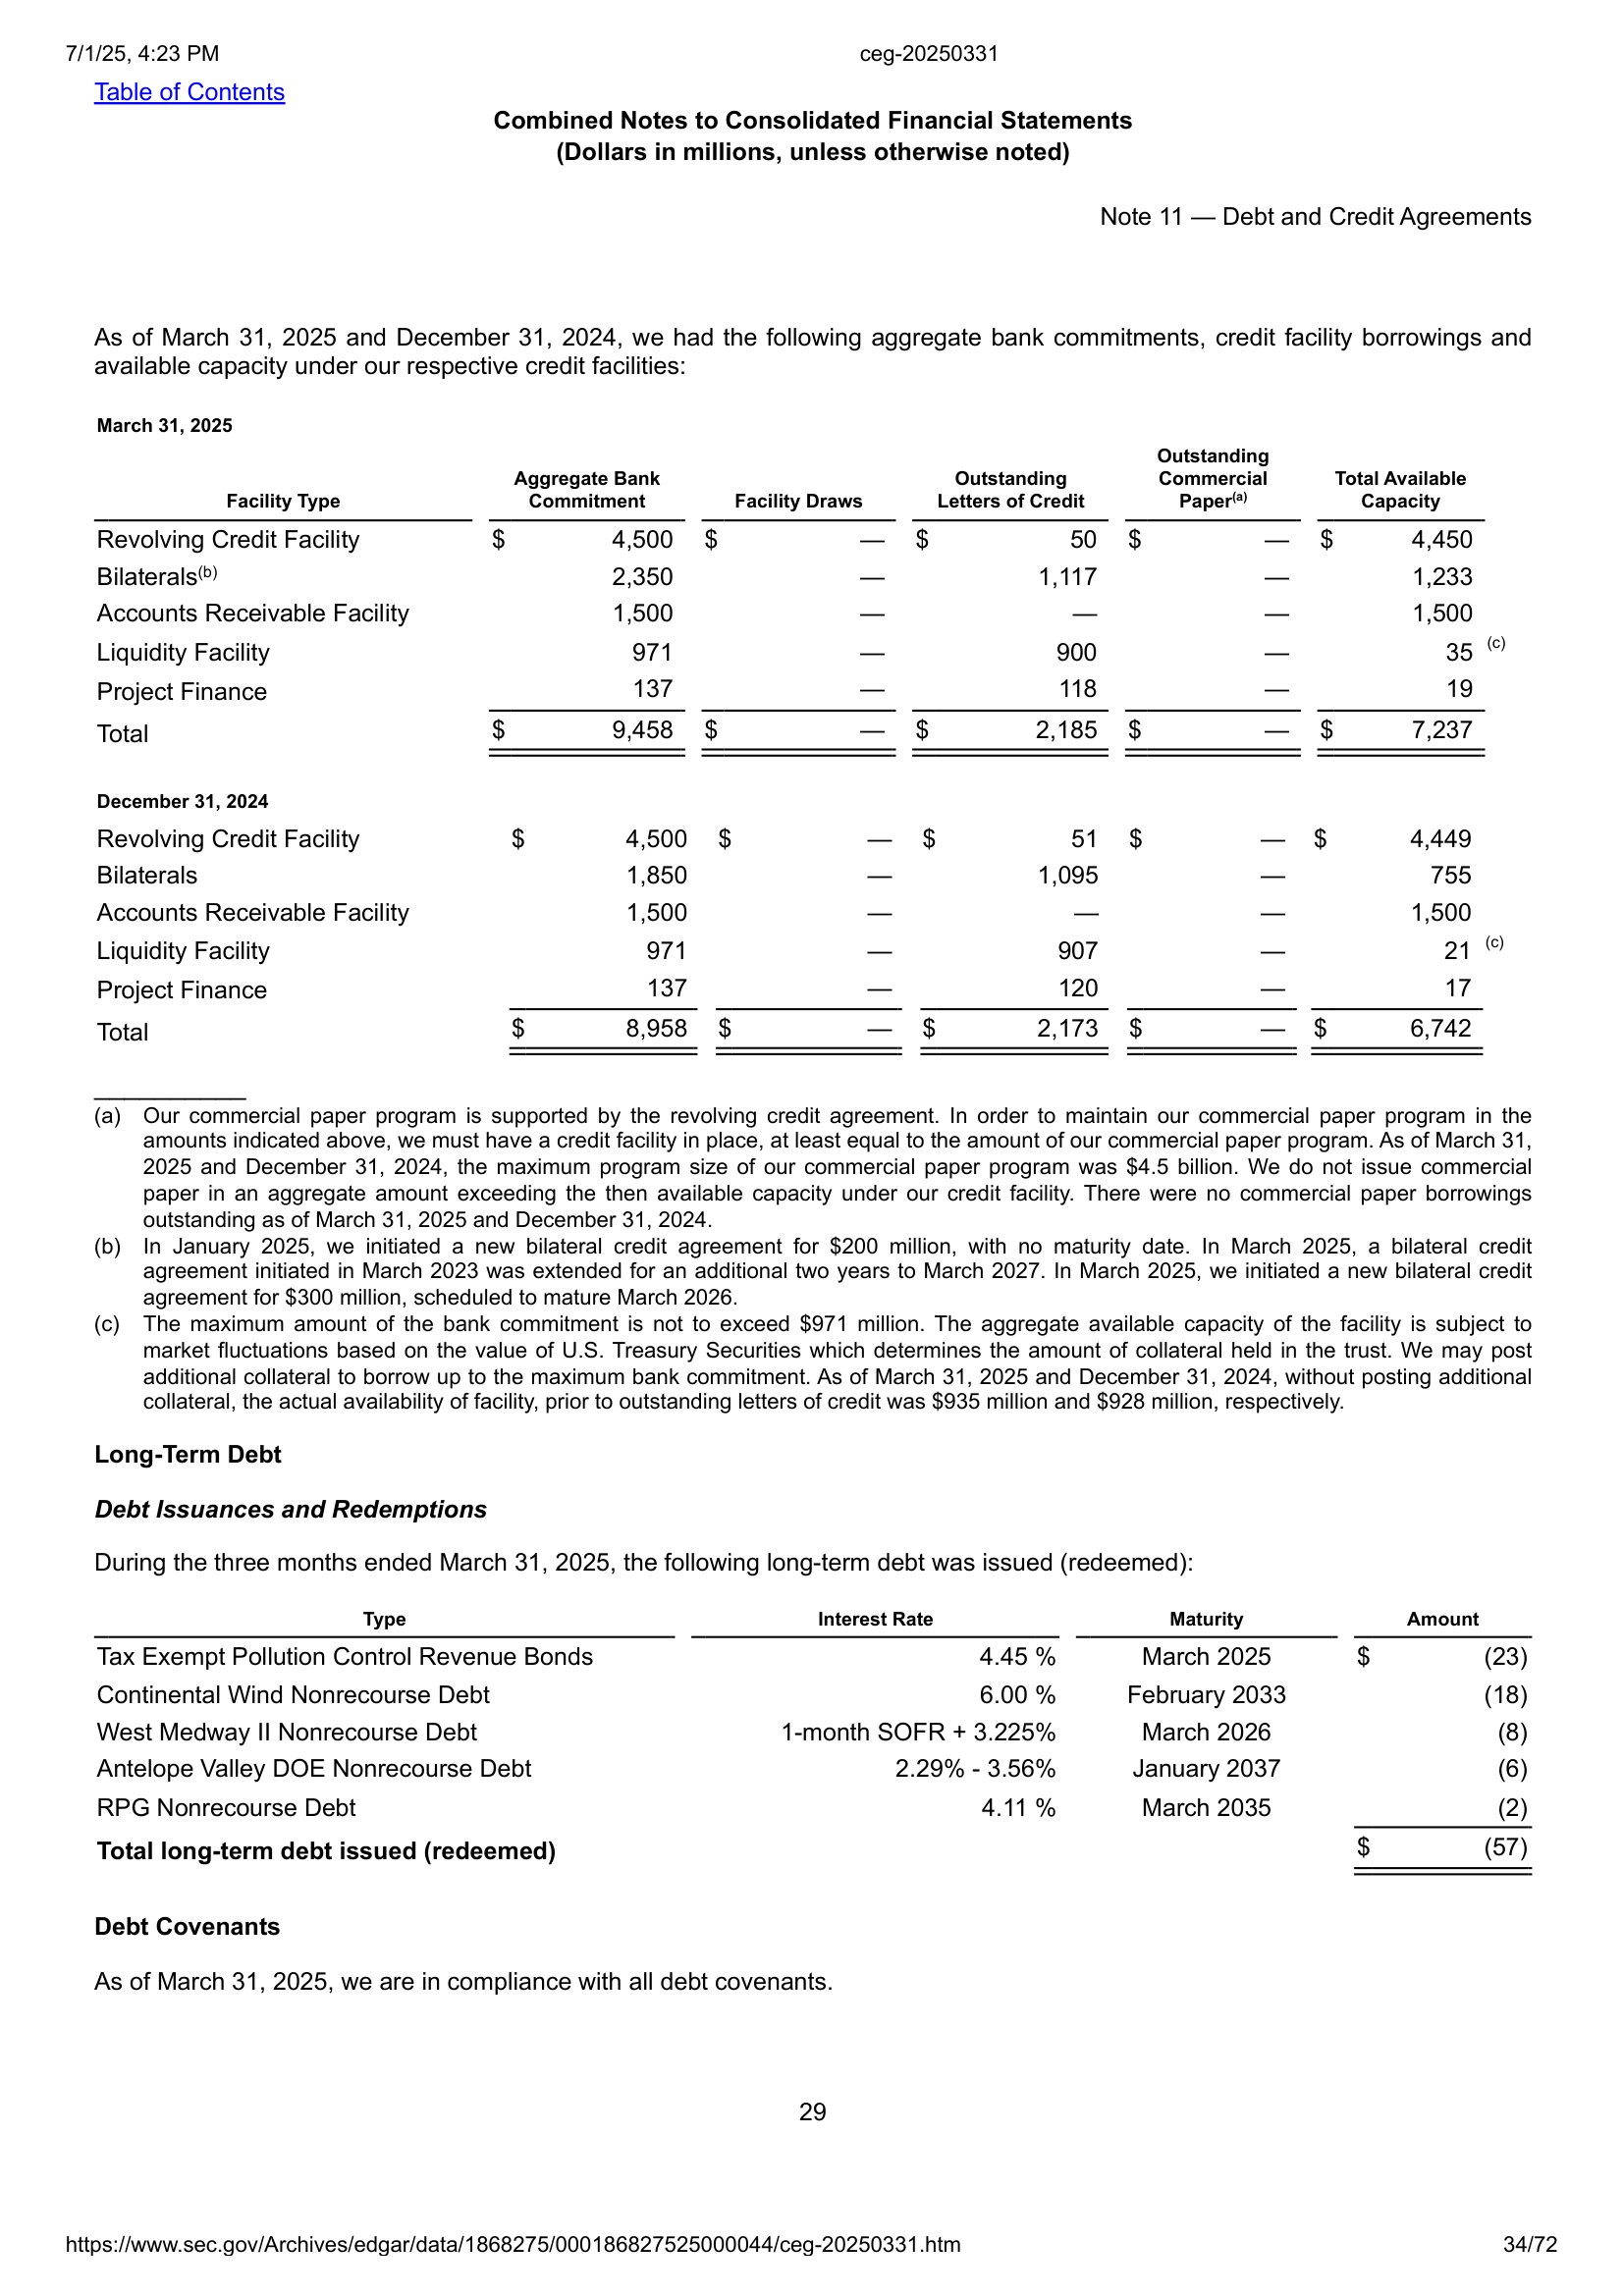 7/1/25, 4:23 PM ceg-20250331
Table of Contents
Combined Notes to Consolidated Financial Statements
(Dollars in millions, unless otherwise noted)
Note 11 — Debt and Credit Agreements
As of March 31, 2025 and December 31, 2024, we had the following aggregate bank commitments, credit facility borrowings and
available capacity under our respective credit facilities:
March 31, 2025
Facility Type Aggregate Bank Commitment Facility Draws Outstanding Letters of Credit Outstanding Commercial Paper(a) Total Available Capacity
Revolving Credit Facility $ 4,500 $ — $ 50 $ — $ 4,450
Bilaterals(b) 2,350 — 1,117 — 1,233
Accounts Receivable Facility 1,500 — — — 1,500
Liquidity Facility 971 — 900 — 35 (c)
Project Finance 137 — 118 — 19
Total $ 9,458 $ — $ 2,185 $ — $ 7,237
December 31, 2024
Revolving Credit Facility $ 4,500 $ — $ 51 $ — $ 4,449
Bilaterals 1,850 — 1,095 — 755
Accounts Receivable Facility 1,500 — — — 1,500
Liquidity Facility 971 — 907 — 21 (c)
Project Finance 137 — 120 — 17
Total $ 8,958 $ — $ 2,173 $ — $ 6,742
(a) Our commercial paper program is supported by the revolving credit agreement. In order to maintain our commercial paper program in the
amounts indicated above, we must have a credit facility in place, at least equal to the amount of our commercial paper program. As of March 31,
2025 and December 31, 2024, the maximum program size of our commercial paper program was $4.5 billion. We do not issue commercial
paper in an aggregate amount exceeding the then available capacity under our credit facility. There were no commercial paper borrowings
outstanding as of March 31, 2025 and December 31, 2024.
(b) In January 2025, we initiated a new bilateral credit agreement for $200 million, with no maturity date. In March 2025, a bilateral credit
agreement initiated in March 2023 was extended for an additional two years to March 2027. In March 2025, we initiated a new bilateral credit
agreement for $300 million, scheduled to mature March 2026.
(c) The maximum amount of the bank commitment is not to exceed $971 million. The aggregate available capacity of the facility is subject to
market fluctuations based on the value of U.S. Treasury Securities which determines the amount of collateral held in the trust. We may post
additional collateral to borrow up to the maximum bank commitment. As of March 31, 2025 and December 31, 2024, without posting additional
collateral, the actual availability of facility, prior to outstanding letters of credit was $935 million and $928 million, respectively.
Long-Term Debt
Debt Issuances and Redemptions
During the three months ended March 31, 2025, the following long-term debt was issued (redeemed):
Type Interest Rate Maturity Amount
Tax Exempt Pollution Control Revenue Bonds 4.45 % March 2025 $ (23)
Continental Wind Nonrecourse Debt 6.00 % February 2033 (18)
West Medway II Nonrecourse Debt 1-month SOFR + 3.225% March 2026 (8)
Antelope Valley DOE Nonrecourse Debt 2.29% - 3.56% January 2037 (6)
RPG Nonrecourse Debt 4.11 % March 2035 (2)
Total long-term debt issued (redeemed) $ (57)
Debt Covenants
As of March 31, 2025, we are in compliance with all debt covenants.
29
https://www.sec.gov/Archives/edgar/data/1868275/000186827525000044/ceg-20250331.htm 34/72